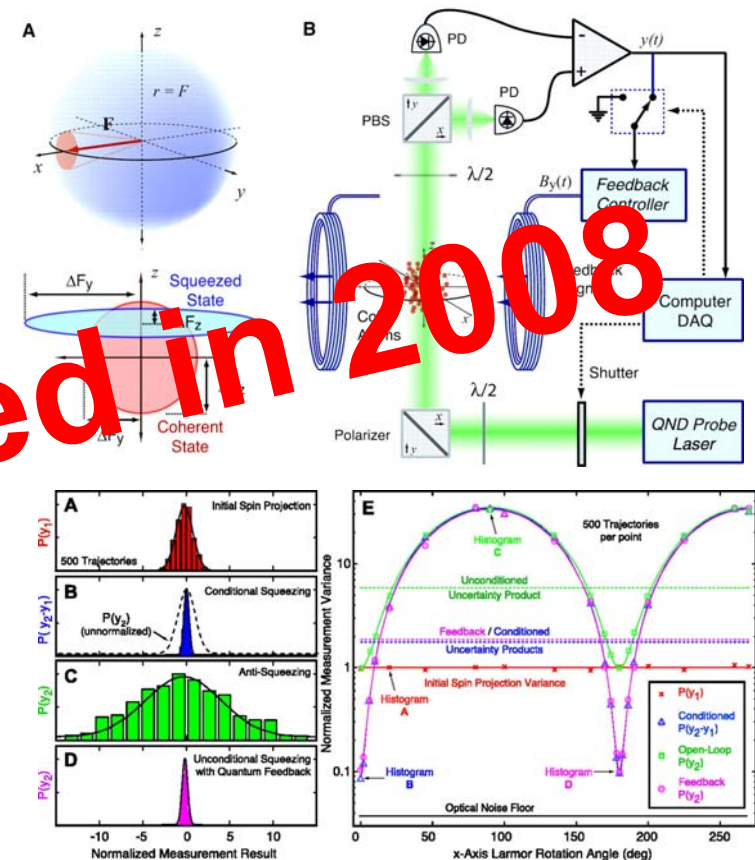 A
z
r = F
F
x
y
ΔFy
z
Squeezed
State
Fz
z
ΔFy
Coherent
State
B
PD
PD
PBS
y
x
λ/2
-
+
y(t)
By(t)
Feedback
Controller
z
x
Computer
DAQ
Shutter
Polarizer
y
x
λ/2
QND Probe
Laser
ed in 2008
A
Initial Spin Projection
P(y1)
500 Trajectories
B
Conditional Squeezing
P(y2-y1)
P(y2)
(unnormalized)
C
Anti-Squeezing
P(y2)
D
Unconditional Squeezing
with Quantum Feedback
P(y2)
-10 -5 0 5 10
Normalized Measurement Result
E
500 Trajectories
per point
Histogram
C
Unconditioned
Uncertainty Product
Feedback / Conditioned
Uncertainty Products
Initial Spin Projection Variance
Histogram
A
Histogram
B
Histogram
D
P(y1)
Conditioned
P(y2-y1)
Open-Loop
P(y2)
Feedback
P(y2)
Optical Noise Floor
Normalized Measurement Variance
10
1
0.1
0 50 100 150 200 250
x-Axis Larmor Rotation Angle (deg)